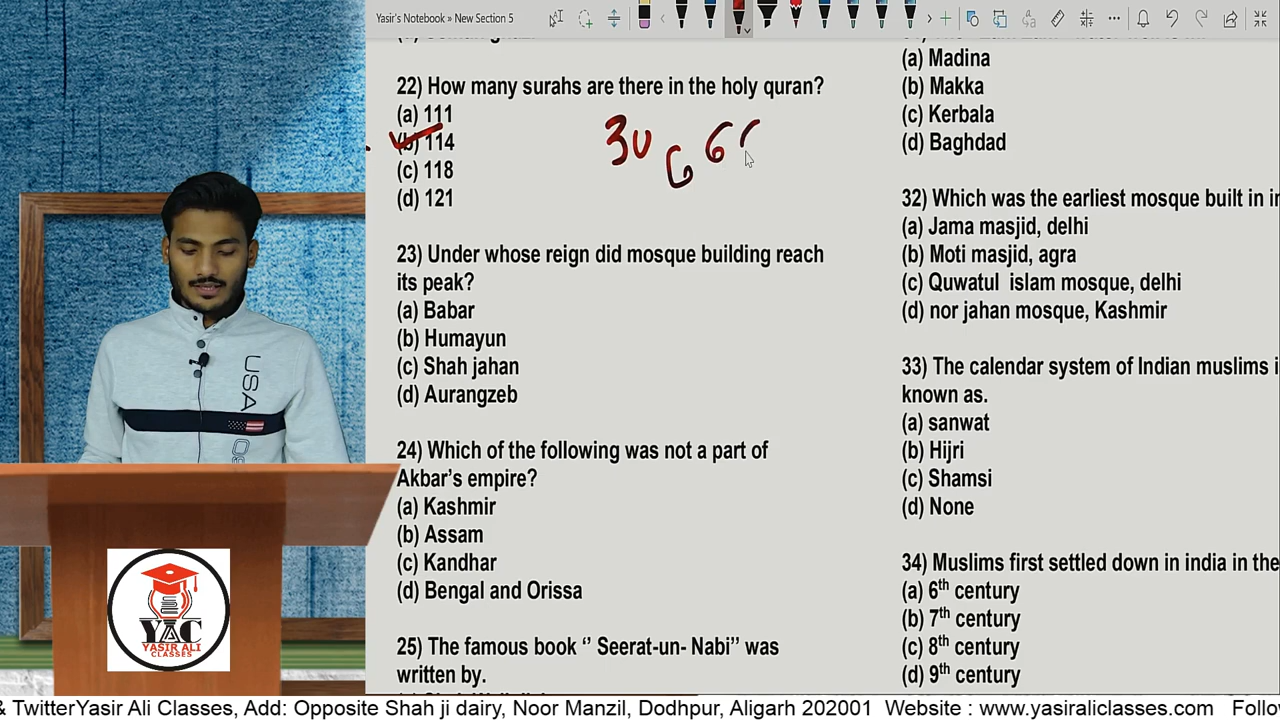 Yasir's Notebook » New Section 5
22) How many surahs are there in the holy quran?
(a) 111
(b) 114
(c) 118
(d) 121
30 6 6
23) Under whose reign did mosque building reach
its peak?
(a) Babar
(b) Humayun
(c) Shah jahan
(d) Aurangzeb
24) Which of the following was not a part of
Akbar’s empire?
(a) Kashmir
(b) Assam
(c) Kandhar
(d) Bengal and Orissa
25) The famous book ‘’ Seerat-un- Nabi’’ was
written by.
(a) Madina
(b) Makka
(c) Kerbala
(d) Baghdad
32) Which was the earliest mosque built in in
(a) Jama masjid, delhi
(b) Moti masjid, agra
(c) Quwatul islam mosque, delhi
(d) nor jahan mosque, Kashmir
33) The calendar system of Indian muslims i
known as.
(a) sanwat
(b) Hijri
(c) Shamsi
(d) None
34) Muslims first settled down in india in the
(a) 6th century
(b) 7th century
(c) 8th century
(d) 9th century
USA
YAC
YASIR ALI
CLASSES
& TwitterYasir Ali Classes, Add: Opposite Shah ji dairy, Noor Manzil, Dodhpur, Aligarh 202001 Website : www.yasiraliclasses.com Follo